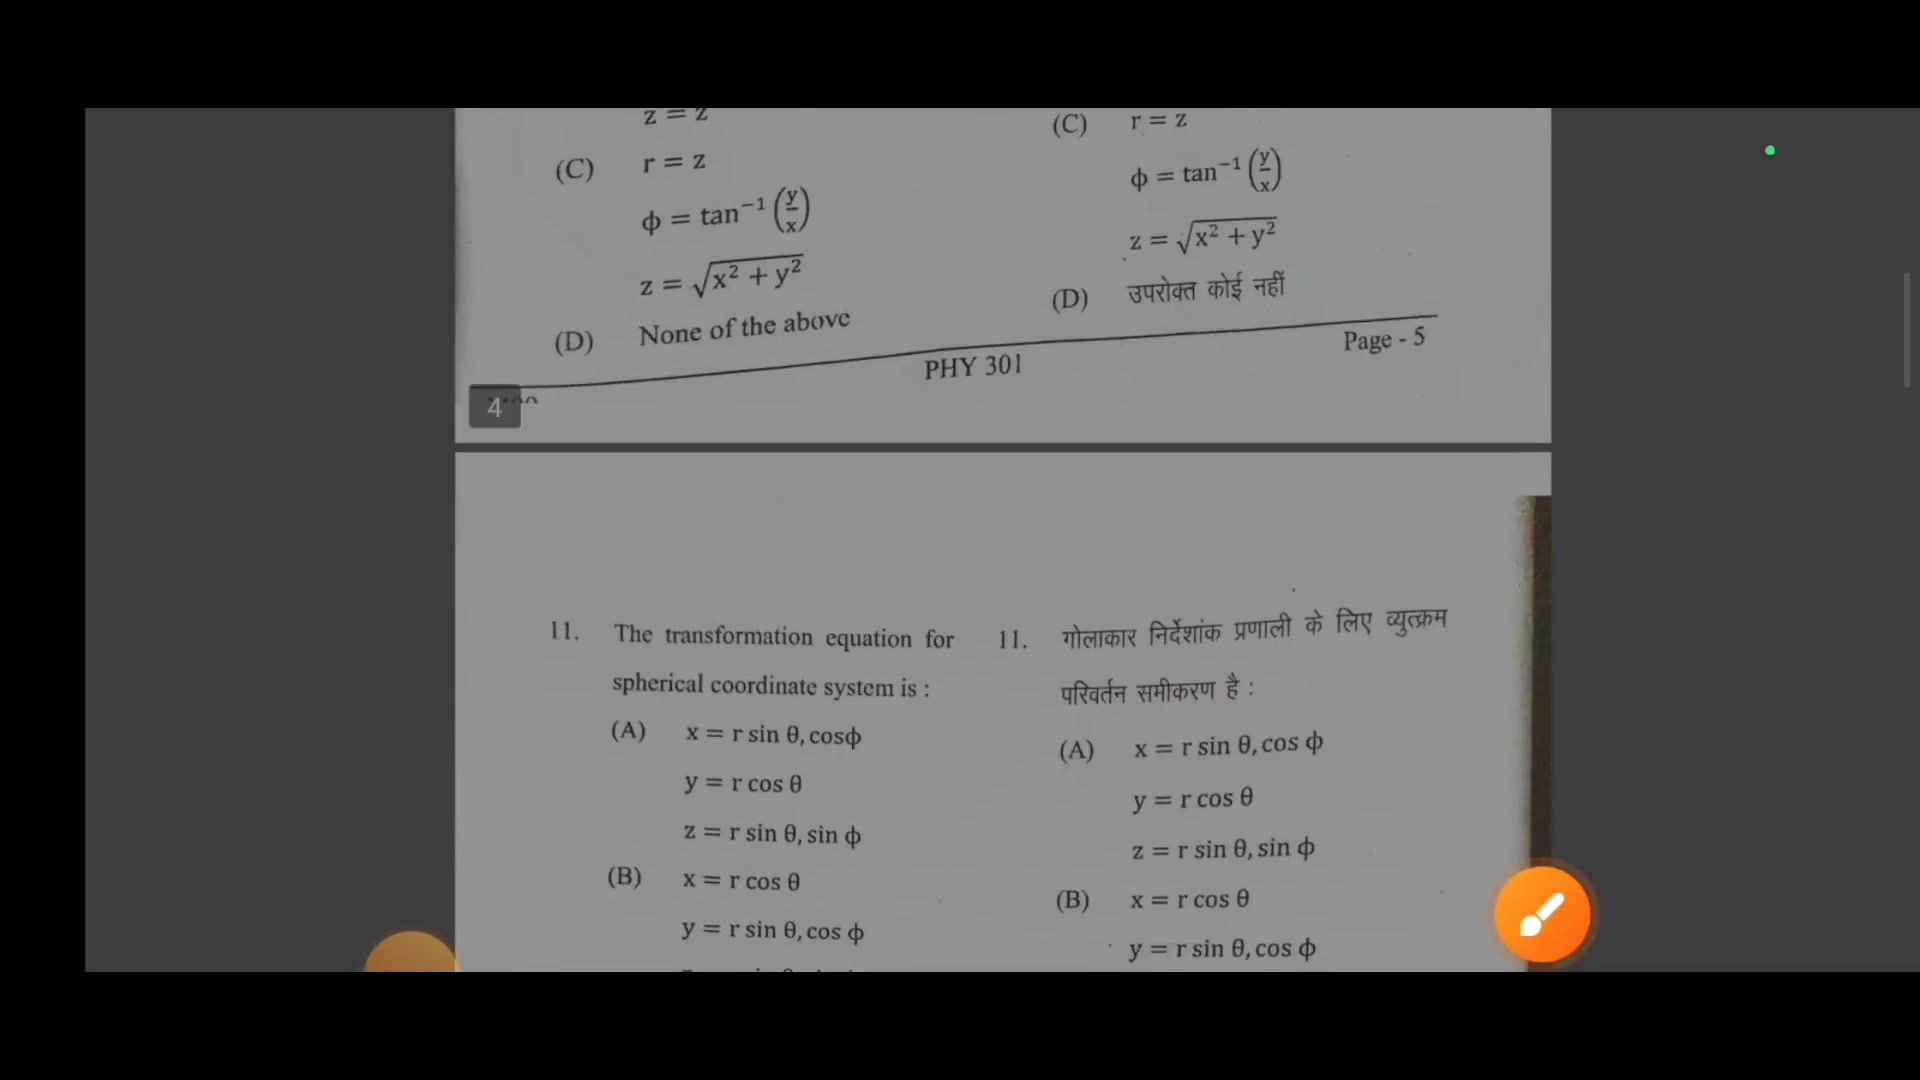 z = z
(C) r = z
ϕ = tan⁻¹ (y/x)
z = √x² + y²
(D) None of the above
(C) r = z
ϕ = tan⁻¹ (y/x)
z = √x² + y²
(D) उपरोक्त कोई नहीं
PHY 301
Page - 5
4
11. The transformation equation for
spherical coordinate system is :
(A) x = r sin θ, cosϕ
y = r cos θ
z = r sin θ, sin ϕ
(B) x = r cos θ
y = r sin θ, cos ϕ
11. गोलाकार निर्देशांक प्रणाली के लिए व्युत्क्रम
परिवर्तन समीकरण है :
(A) x = r sin θ, cos ϕ
y = r cos θ
z = r sin θ, sin ϕ
(B) x = r cos θ
y = r sin θ, cos ϕ